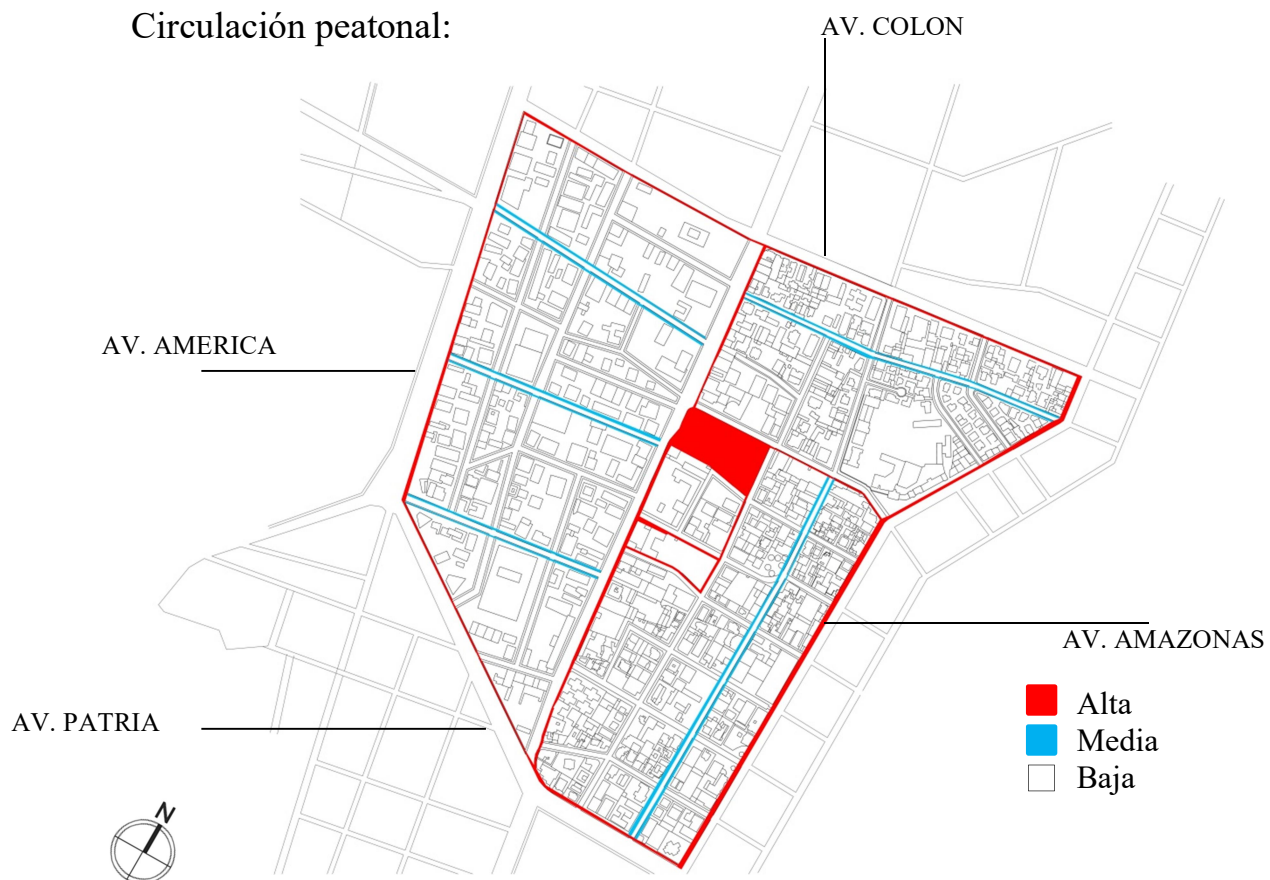 Circulación peatonal:
AV. COLON
AV. AMERICA
AV. AMAZONAS
AV. PATRIA
Alta
Media
Baja
N